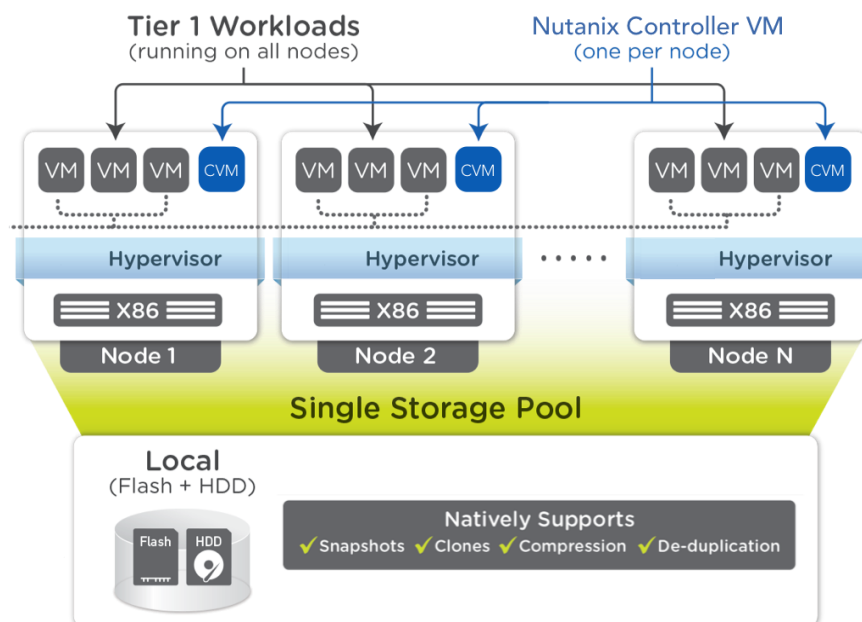 Tier 1 Workloads
(running on all nodes)
Nutanix Controller VM
(one per node)
VM VM VM CVM
VM VM VM CVM
VM VM VM CVM
Hypervisor
Hypervisor
Hypervisor
X86
X86
X86
Node 1
Node 2
Node N
Single Storage Pool
Local
(Flash + HDD)
Flash
HDD
Natively Supports
Snapshots Clones Compression De-duplication